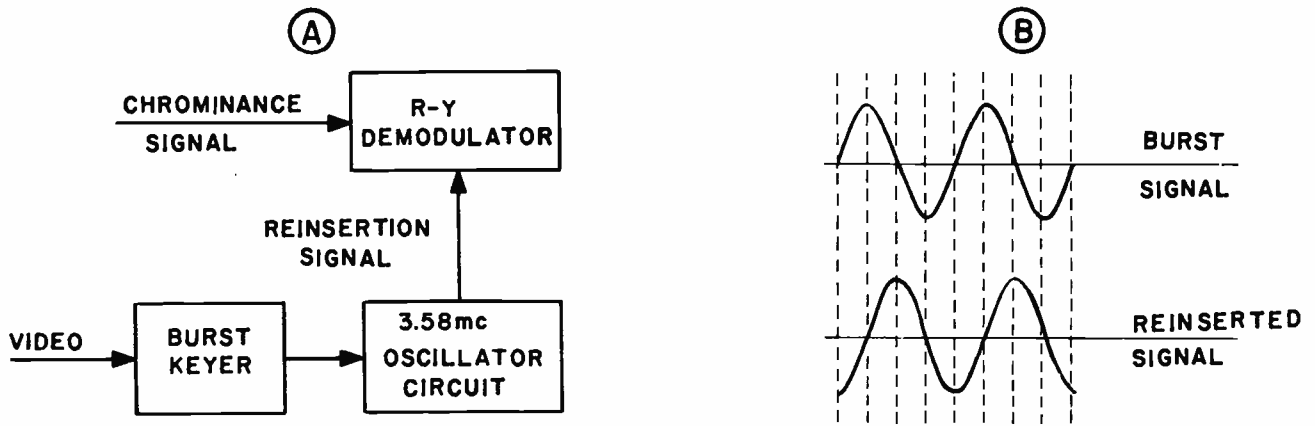 A
CHROMINANCE
SIGNAL
R-Y
DEMODULATOR
REINSERTION
SIGNAL
VIDEO
BURST
KEYER
3.58mc
OSCILLATOR
CIRCUIT
B
BURST
SIGNAL
REINSERTED
SIGNAL